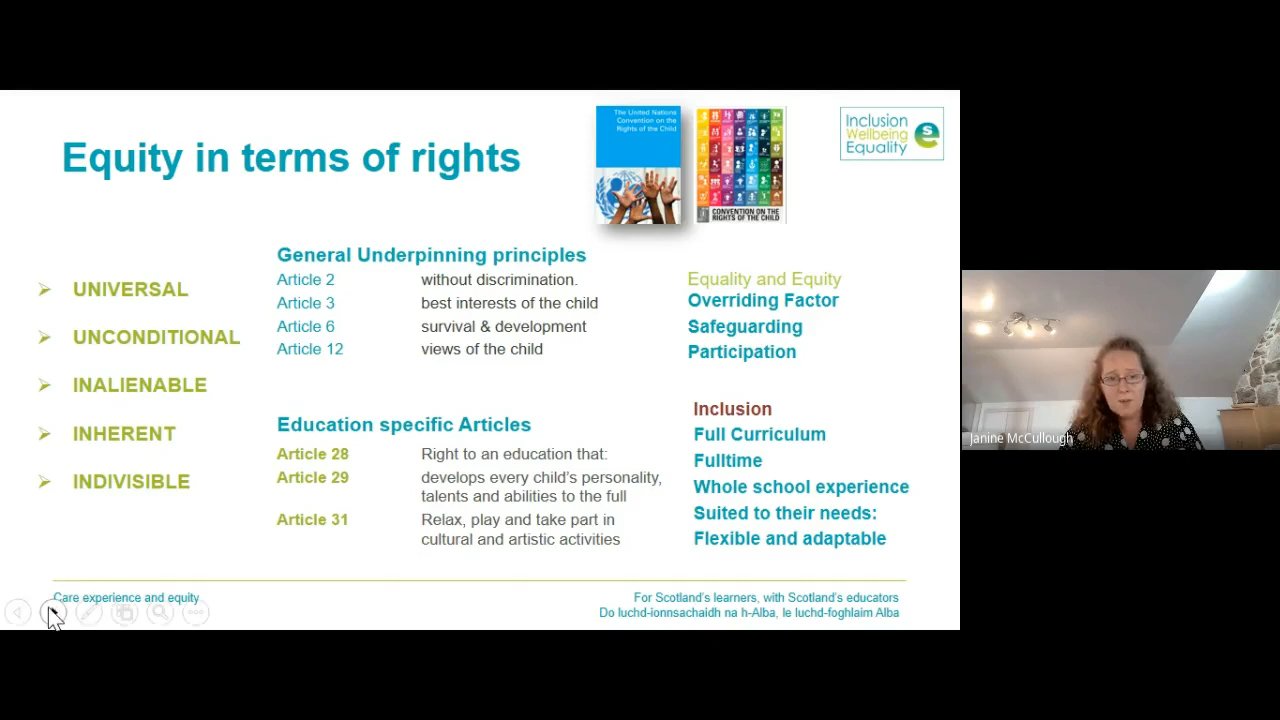 Equity in terms of rights
The United Nations
Convention on the
Rights of the Child
CONVENTION ON THE
RIGHTS OF THE CHILD
Inclusion
Wellbeing
Equality
UNIVERSAL
UNCONDITIONAL
INALIENABLE
INHERENT
INDIVISIBLE
General Underpinning principles
Article 2 without discrimination.
Article 3 best interests of the child
Article 6 survival & development
Article 12 views of the child
Equality and Equity
Overriding Factor
Safeguarding
Participation
Education specific Articles
Article 28 Right to an education that:
Article 29 develops every child's personality,
talents and abilities to the full
Article 31 Relax, play and take part in
cultural and artistic activities
Inclusion
Full Curriculum
Fulltime
Whole school experience
Suited to their needs:
Flexible and adaptable
Care experience and equity
For Scotland's learners, with Scotland's educators
Do luchd-ionnsachaidh na h-Alba, le luchd-foghlaim Alba
Janine McCullough